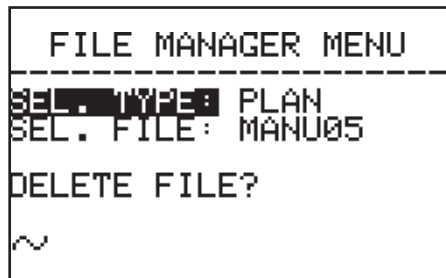 FILE MANAGER MENU
--------------------
SEL. TYPE: PLAN
SEL. FILE: MANU05
DELETE FILE?
~